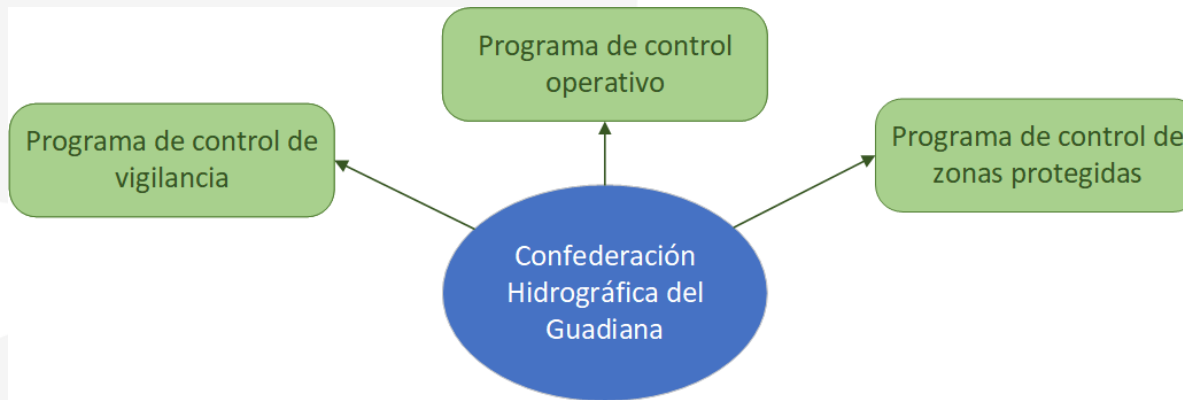 Programa de control
operativo
Programa de control de
vigilancia
Programa de control de
zonas protegidas
Confederación
Hidrográfica del
Guadiana